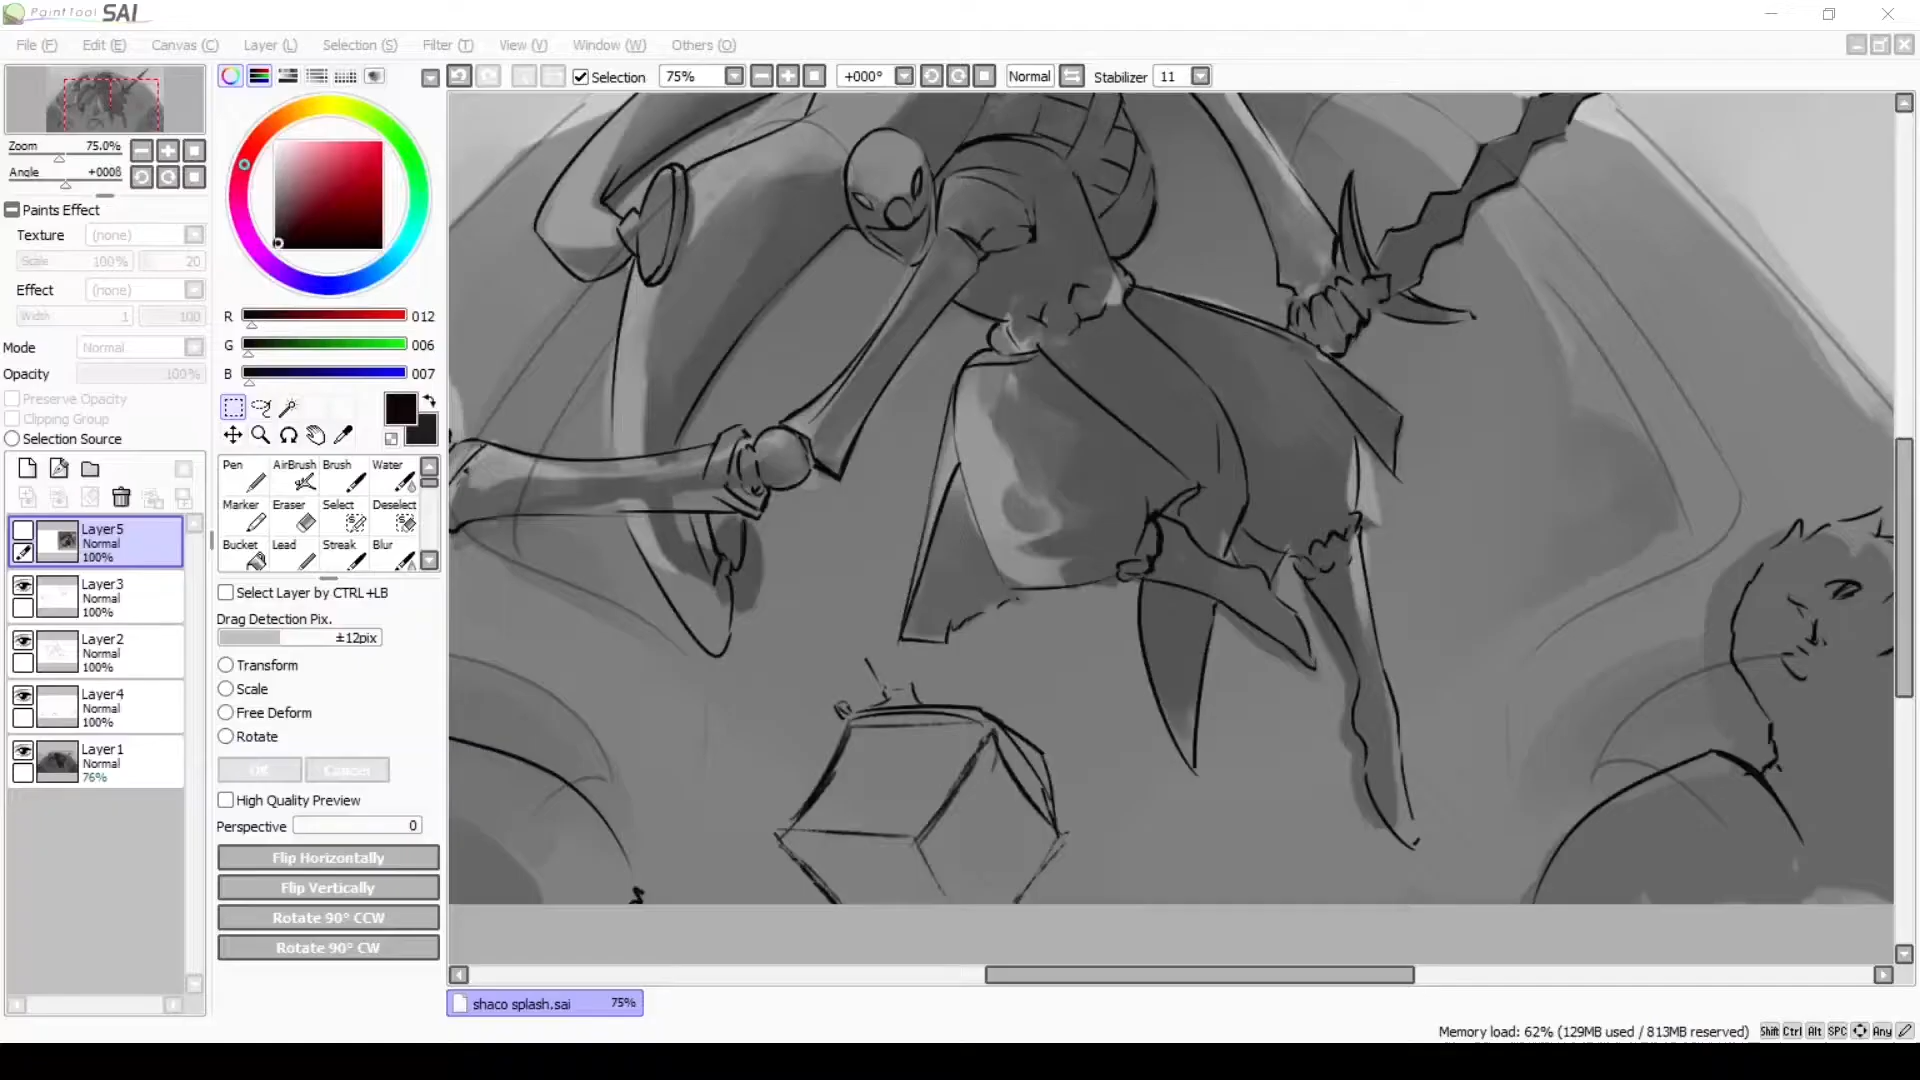 PaintTool SAI
File (F) Edit (E) Canvas (C) Layer (L) Selection (S) Filter (T) View (V) Window (W) Others (O)
Selection 75% +000° Normal Stabilizer 11
Zoom 75.0%
Angle +000ß
Paints Effect
Texture (none)
Scale 100% 20
Effect (none)
Width 1 100
Mode Normal
Opacity 100%
Preserve Opacity
Clipping Group
Selection Source
Layer5
Normal
100%
Layer3
Normal
100%
Layer2
Normal
100%
Layer4
Normal
100%
Layer1
Normal
76%
R 012
G 006
B 007
Pen AirBrush Brush Water
Marker Eraser Select Deselect
Bucket Lead Streak Blur
Select Layer by CTRL+LB
Drag Detection Pix.
±12pix
Transform
Scale
Free Deform
Rotate
OK Cancel
High Quality Preview
Perspective 0
Flip Horizontally
Flip Vertically
Rotate 90° CCW
Rotate 90° CW
shaco splash.sai 75%
Memory load: 62% (129MB used / 813MB reserved) Shift Ctrl Alt SPC Any